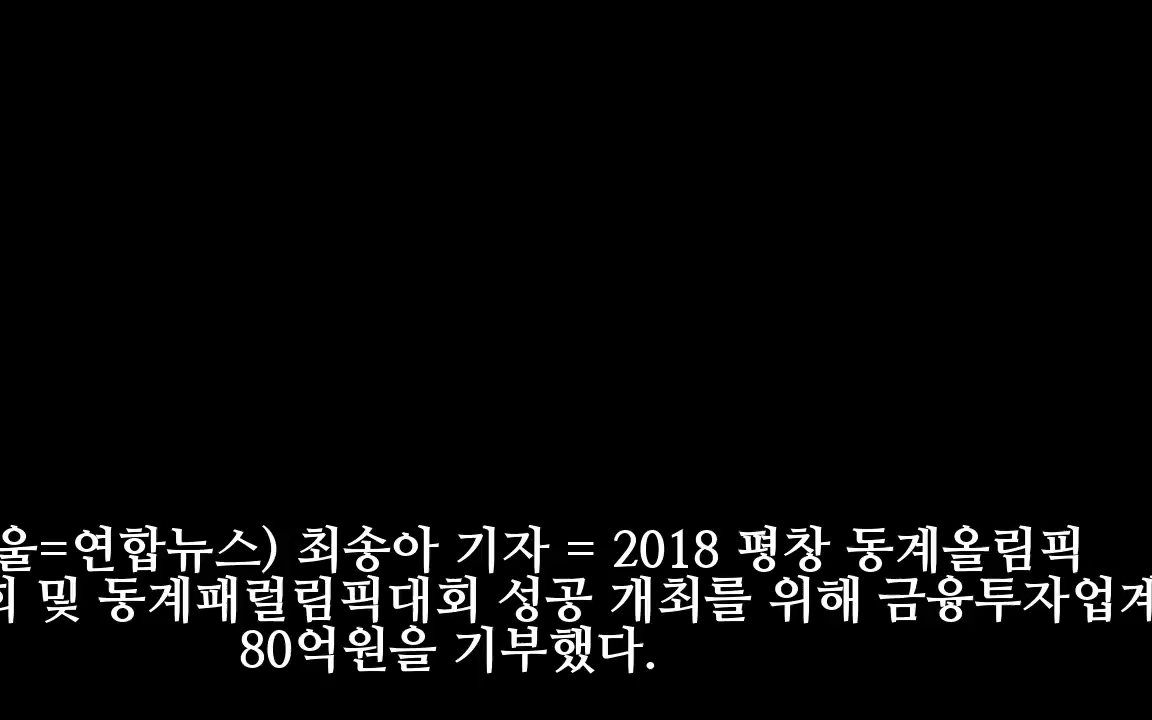 울=연합뉴스) 최송아 기자 = 2018 평창 동계올림픽
및 동계패럴림픽대회 성공 개최를 위해 금융투자업계
80억원을 기부했다.